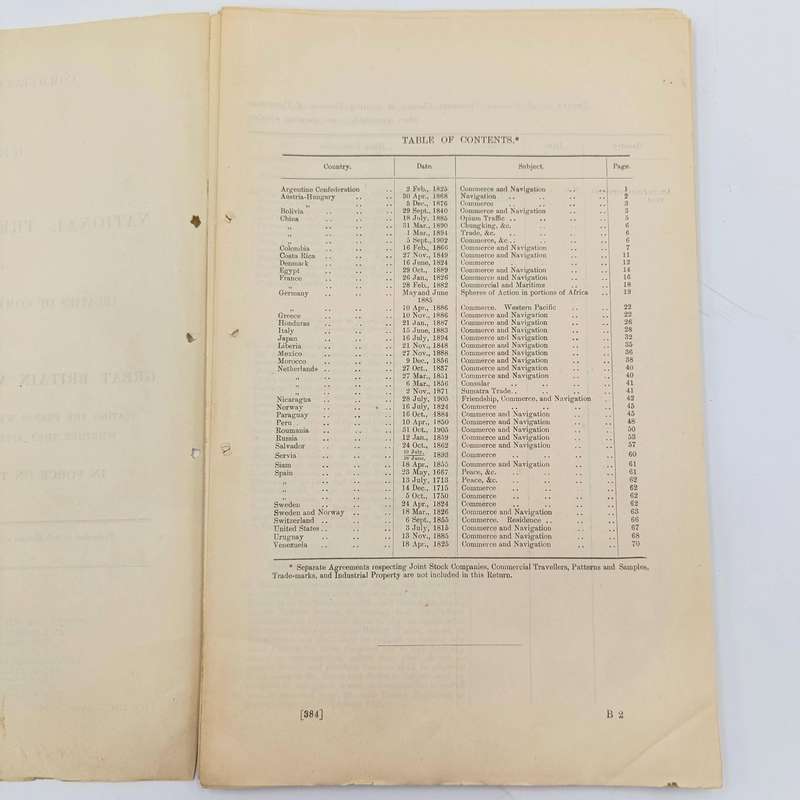 TABLE OF CONTENTS.*
Country. Date. Subject. Page.
Argentine Confederation .. 2 Feb., 1825 Commerce and Navigation .. .. 1
Austria-Hungary .. .. 30 Apr., 1868 Navigation .. .. .. .. 2
„ 5 Dec., 1876 Commerce .. .. .. .. 3
Bolivia .. .. .. 29 Sept., 1840 Commerce and Navigation .. .. 3
China .. .. .. 18 July, 1885 Opium Traffic .. .. .. .. 5
„ .. .. .. 31 Mar., 1890 Chungking, &c. .. .. .. 6
„ .. .. .. 1 Mar., 1894 Trade, &c. .. .. .. .. 6
„ .. .. .. 5 Sept., 1902 Commerce, &c. .. .. .. .. 6
Colombia .. .. .. 16 Feb., 1866 Commerce and Navigation .. .. 7
Costa Rica .. .. .. 27 Nov., 1849 Commerce and Navigation .. .. 11
Denmark .. .. .. 16 June, 1824 Commerce .. .. .. .. 12
Egypt .. .. .. 29 Oct., 1889 Commerce and Navigation .. .. 14
France .. .. .. 26 Jan., 1826 Commerce and Navigation .. .. 16
„ .. .. .. 28 Feb., 1882 Commercial and Maritime .. .. 18
Germany .. .. .. May and June Spheres of Action in portions of Africa .. 19
1885
„ .. .. .. 10 Apr., 1886 Commerce. Western Pacific .. .. 22
Greece .. .. .. 10 Nov., 1886 Commerce and Navigation .. .. 22
Honduras .. .. .. 21 Jan., 1887 Commerce and Navigation .. .. 26
Italy .. .. .. 15 June, 1883 Commerce and Navigation .. .. 28
Japan .. .. .. 16 July, 1894 Commerce and Navigation .. .. 32
Liberia .. .. .. 21 Nov., 1848 Commerce and Navigation .. .. 35
Mexico .. .. .. 27 Nov., 1888 Commerce and Navigation .. .. 36
Morocco .. .. .. 9 Dec., 1856 Commerce and Navigation .. .. 38
Netherlands .. .. .. 27 Oct., 1837 Commerce and Navigation .. .. 40
„ .. .. .. 27 Mar., 1851 Commerce and Navigation .. .. 40
„ .. .. .. 6 Mar., 1856 Consular .. .. .. .. 41
„ .. .. .. 2 Nov., 1871 Sumatra Trade .. .. .. .. 41
Nicaragua .. .. .. 28 July, 1905 Friendship, Commerce, and Navigation .. 42
Norway .. .. .. 16 July, 1824 Commerce .. .. .. .. 45
Paraguay .. .. .. 16 Oct., 1884 Commerce and Navigation .. .. 45
Peru .. .. .. 10 Apr., 1850 Commerce and Navigation .. .. 48
Roumania .. .. .. 31 Oct., 1905 Commerce and Navigation .. .. 50
Russia .. .. .. 12 Jan., 1859 Commerce and Navigation .. .. 53
Salvador .. .. .. 24 Oct., 1862 Commerce and Navigation .. .. 57
Servia .. .. .. 1893 Commerce .. .. .. .. 60
Siam .. .. .. 18 Apr., 1855 Commerce and Navigation .. .. 61
Spain .. .. .. 23 May, 1667 Peace, &c. .. .. .. .. 61
„ .. .. .. 13 July, 1713 Peace, &c. .. .. .. .. 62
„ .. .. .. 14 Dec., 1715 Commerce .. .. .. .. 62
„ .. .. .. 5 Oct., 1750 Commerce .. .. .. .. 62
Sweden .. .. .. 24 Apr., 1824 Commerce .. .. .. .. 62
Sweden and Norway .. .. 18 Mar., 1826 Commerce and Navigation .. .. 63
Switzerland .. .. .. 6 Sept., 1855 Commerce. Residence .. .. .. 66
United States .. .. .. 3 July, 1815 Commerce and Navigation .. .. 67
Uruguay .. .. .. 13 Nov., 1885 Commerce and Navigation .. .. 68
Venezuela .. .. .. 18 Apr., 1825 Commerce and Navigation .. .. 70
* Separate Agreements respecting Joint Stock Companies, Commercial Travellers, Patterns and Samples,
Trade-marks, and Industrial Property are not included in this Return.
[384] B 2